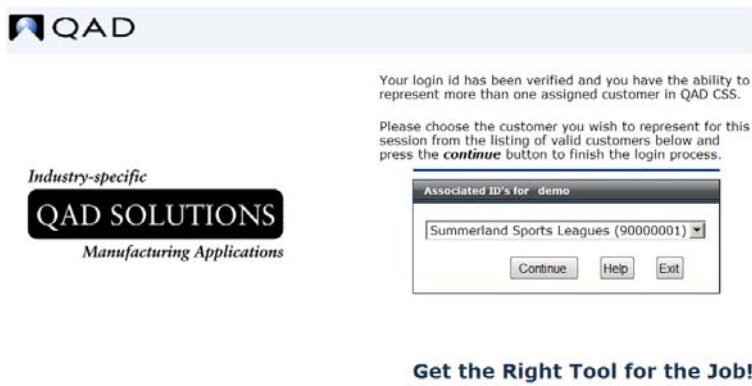 QAD
Your login id has been verified and you have the ability to
represent more than one assigned customer in QAD CSS.
Please choose the customer you wish to represent for this
session from the listing of valid customers below and
press the continue button to finish the login process.
Industry-specific
QAD SOLUTIONS
Manufacturing Applications
Associated ID's for demo
Summerland Sports Leagues (90000001)
Continue Help Exit
Get the Right Tool for the Job!